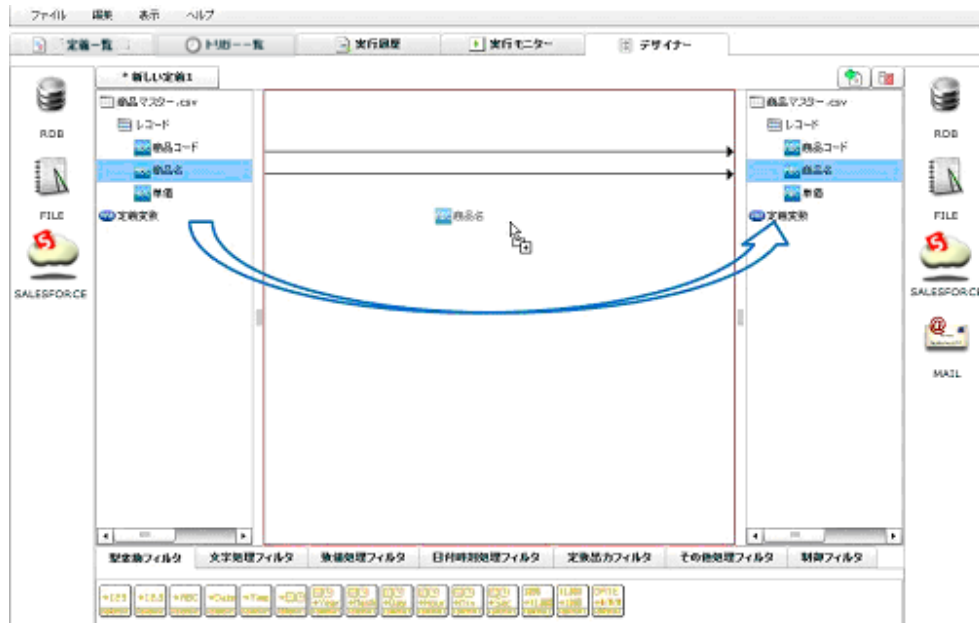 ファイル 編集 表示 ヘルプ
定義一覧 トリガー一覧 実行履歴 実行モニター デザイナー
* 新しい定義1
RDB
FILE
SALESFORCE
商品マスター.csv
レコード
商品コード
商品名
単価
定義変数
商品名
商品マスター.csv
レコード
商品コード
商品名
単価
定義変数
RDB
FILE
SALESFORCE
MAIL
型変換フィルタ 文字処理フィルタ 数値処理フィルタ 日付時刻処理フィルタ 定数出力フィルタ その他処理フィルタ 制御フィルタ
→123 →12.3 →ABC →Date →Time